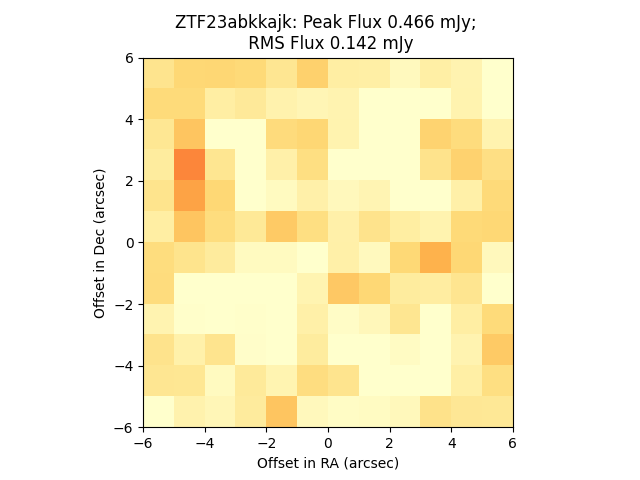 ZTF23abkkajk: Peak Flux 0.466 mJy;
RMS Flux 0.142 mJy
6
4
2
0
−2
−4
−6
Offset in Dec (arcsec)
−6 −4 −2 0 2 4 6
Offset in RA (arcsec)